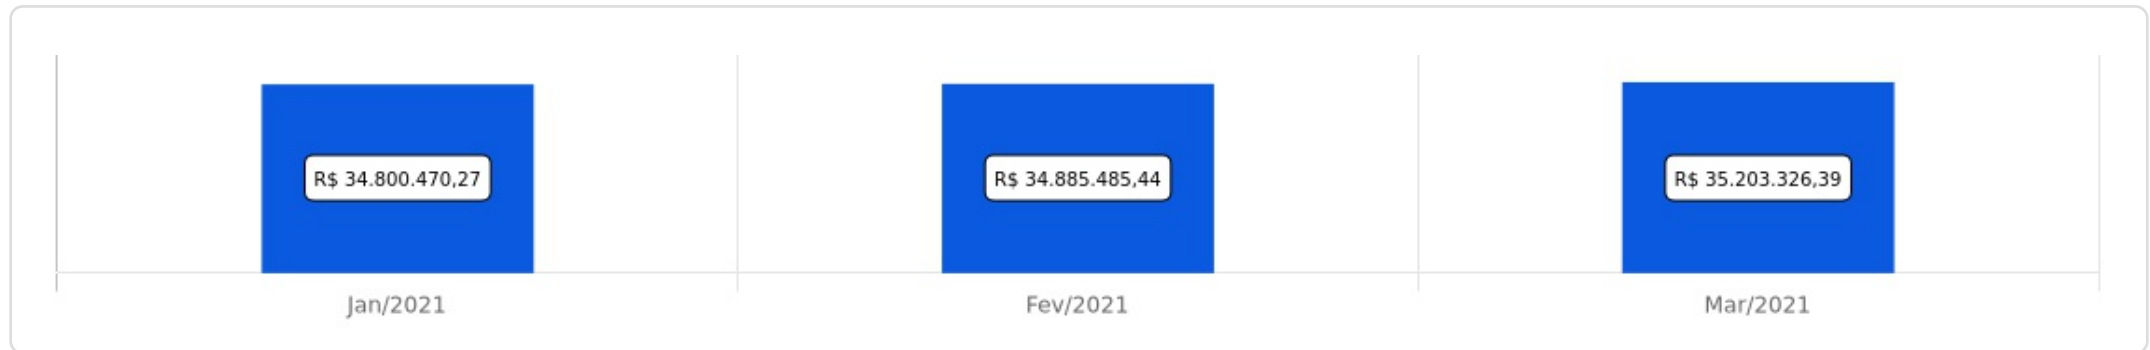 R$ 34.800.470,27
R$ 34.885.485,44
R$ 35.203.326,39
Jan/2021
Fev/2021
Mar/2021